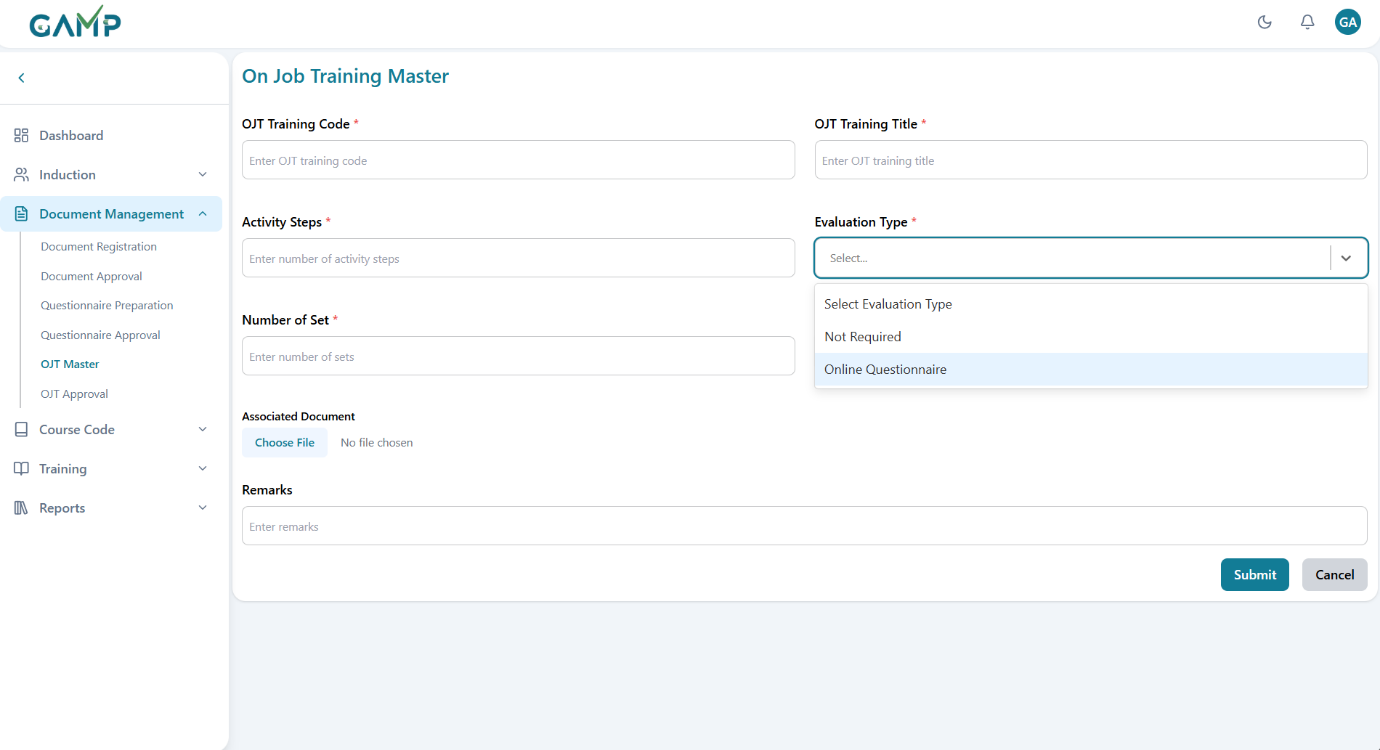 GAMP
GA
On Job Training Master
Dashboard
Induction
Document Management
Document Registration
Document Approval
Questionnaire Preparation
Questionnaire Approval
OJT Master
OJT Approval
Course Code
Training
Reports
OJT Training Code *
Enter OJT training code
OJT Training Title *
Enter OJT training title
Activity Steps *
Enter number of activity steps
Evaluation Type *
Select...
Select Evaluation Type
Not Required
Online Questionnaire
Number of Set *
Enter number of sets
Associated Document
Choose File No file chosen
Remarks
Enter remarks
Submit Cancel